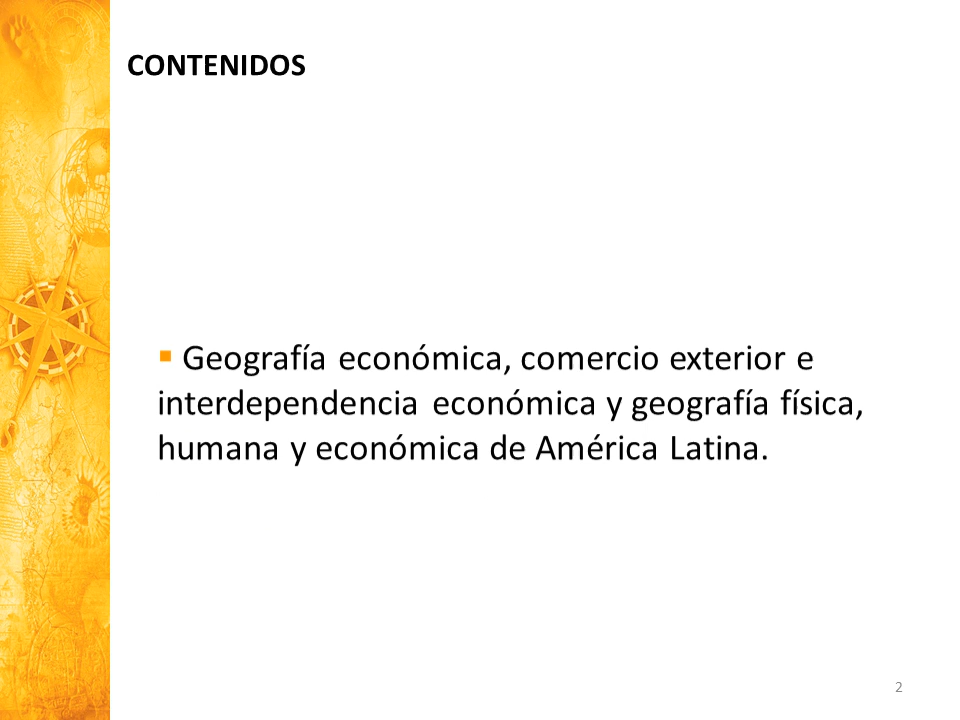 CONTENIDOS
▪ Geografía económica, comercio exterior e
interdependencia económica y geografía física,
humana y económica de América Latina.
2